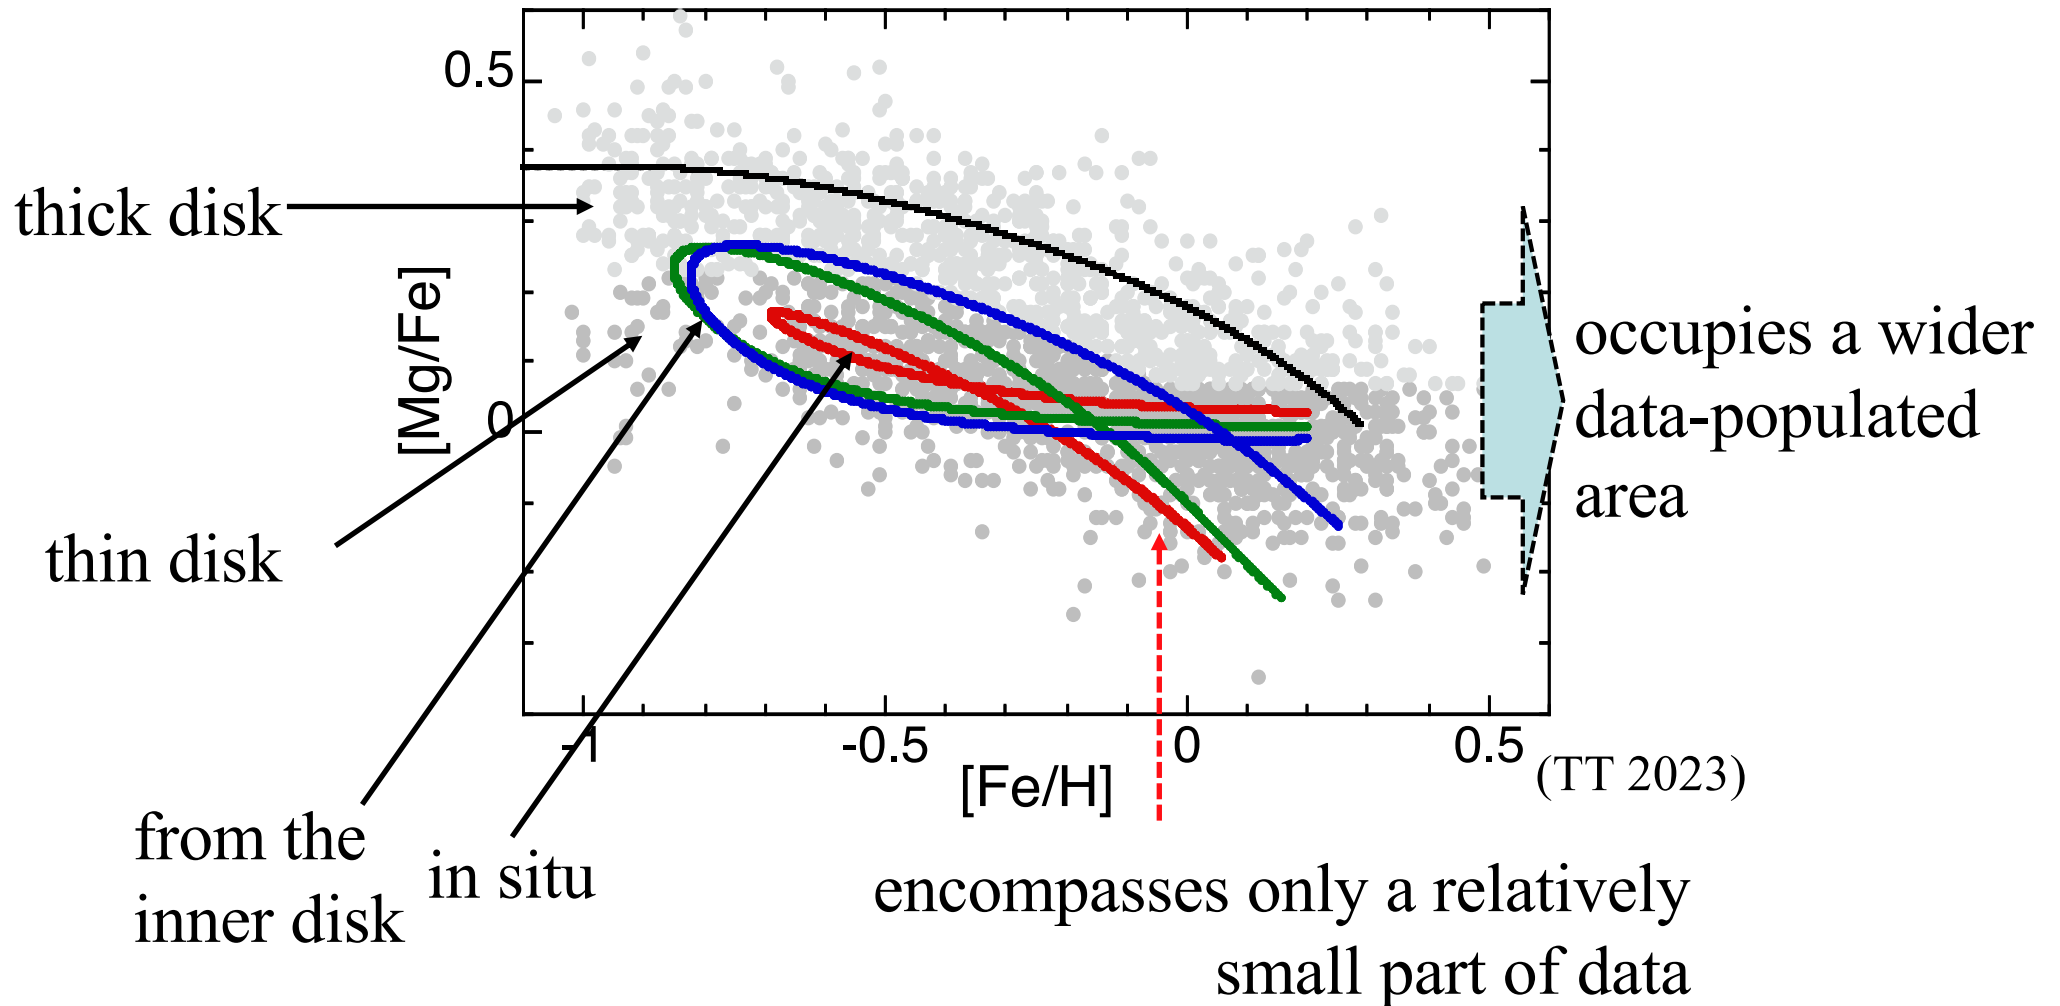 0.5
thick disk
[Mg/Fe]
occupies a wider
data-populated
area
0
thin disk
-1
-0.5
0
0.5
[Fe/H]
(TT 2023)
from the
inner disk
in situ
encompasses only a relatively
small part of data